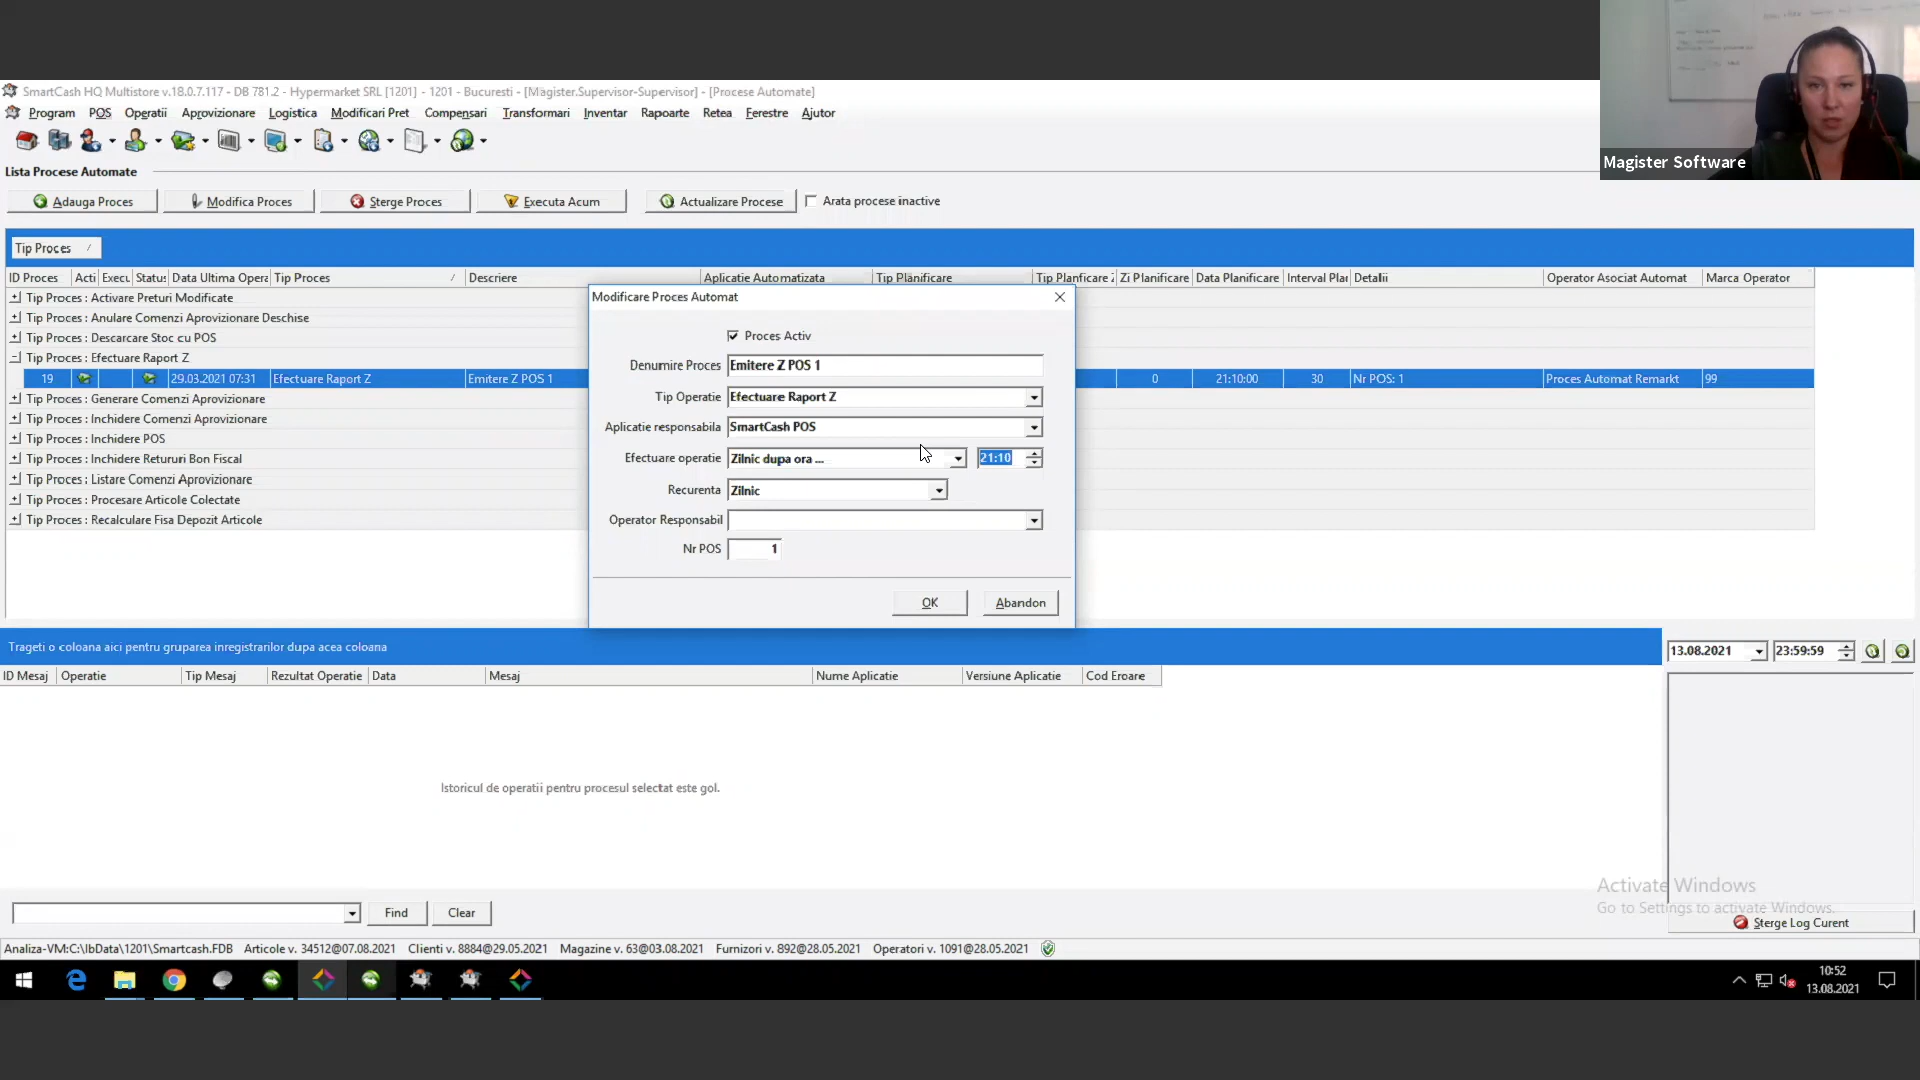 SmartCash HQ Multistore v.18.0.7.117 - DB 781.2 - Hypermarket SRL [1201] - 1201 - Bucuresti - [Magister.Supervisor-Supervisor] - [Procese Automate]
Program POS Operatii Aprovizionare Logistica Modificari Pret Compensari Transformari Inventar Rapoarte Retea Ferestre Ajutor
Magister Software
Lista Procese Automate
Adauga Proces Modifica Proces Sterge Proces Executa Acum Actualizare Procese Arata procese inactive
Tip Proces
ID Proces Acti Execu Status Data Ultima Opera Tip Proces Descriere Aplicatie Automatizata Tip Planificare Tip Planficare Zi Planificare Data Planificare Interval Plan Detalii Operator Asociat Automat Marca Operator
Tip Proces : Activare Preturi Modificate
Tip Proces : Anulare Comenzi Aprovizionare Deschise
Tip Proces : Descarcare Stoc cu POS
Tip Proces : Efectuare Raport Z
19 29.03.2021 07:31 Efectuare Raport Z Emitere Z POS 1 0 21:10:00 30 Nr POS: 1 Proces Automat Remarkt 99
Tip Proces : Generare Comenzi Aprovizionare
Tip Proces : Inchidere Comenzi Aprovizionare
Tip Proces : Inchidere POS
Tip Proces : Inchidere Retururi Bon Fiscal
Tip Proces : Listare Comenzi Aprovizionare
Tip Proces : Procesare Articole Colectate
Tip Proces : Recalculare Fisa Depozit Articole
Modificare Proces Automat
Proces Activ
Denumire Proces Emitere Z POS 1
Tip Operatie Efectuare Raport Z
Aplicatie responsabila SmartCash POS
Efectuare operatie Zilnic dupa ora ... 21:10
Recurenta Zilnic
Operator Responsabil
Nr POS 1
OK Abandon
Trageti o coloana aici pentru gruparea inregistrarilor dupa acea coloana
13.08.2021 23:59:59
ID Mesaj Operatie Tip Mesaj Rezultat Operatie Data Mesaj Nume Aplicatie Versiune Aplicatie Cod Eroare
Istoricul de operatii pentru procesul selectat este gol.
Activate Windows
Go to Settings to activate Windows.
Sterge Log Curent
Find Clear
Analiza-VM:C:\IbData\1201\Smartcash.FDB Articole v. 34512@07.08.2021 Clienti v. 8884@29.05.2021 Magazine v. 63@03.08.2021 Furnizori v. 892@28.05.2021 Operatori v. 1091@28.05.2021
10:52
13.08.2021